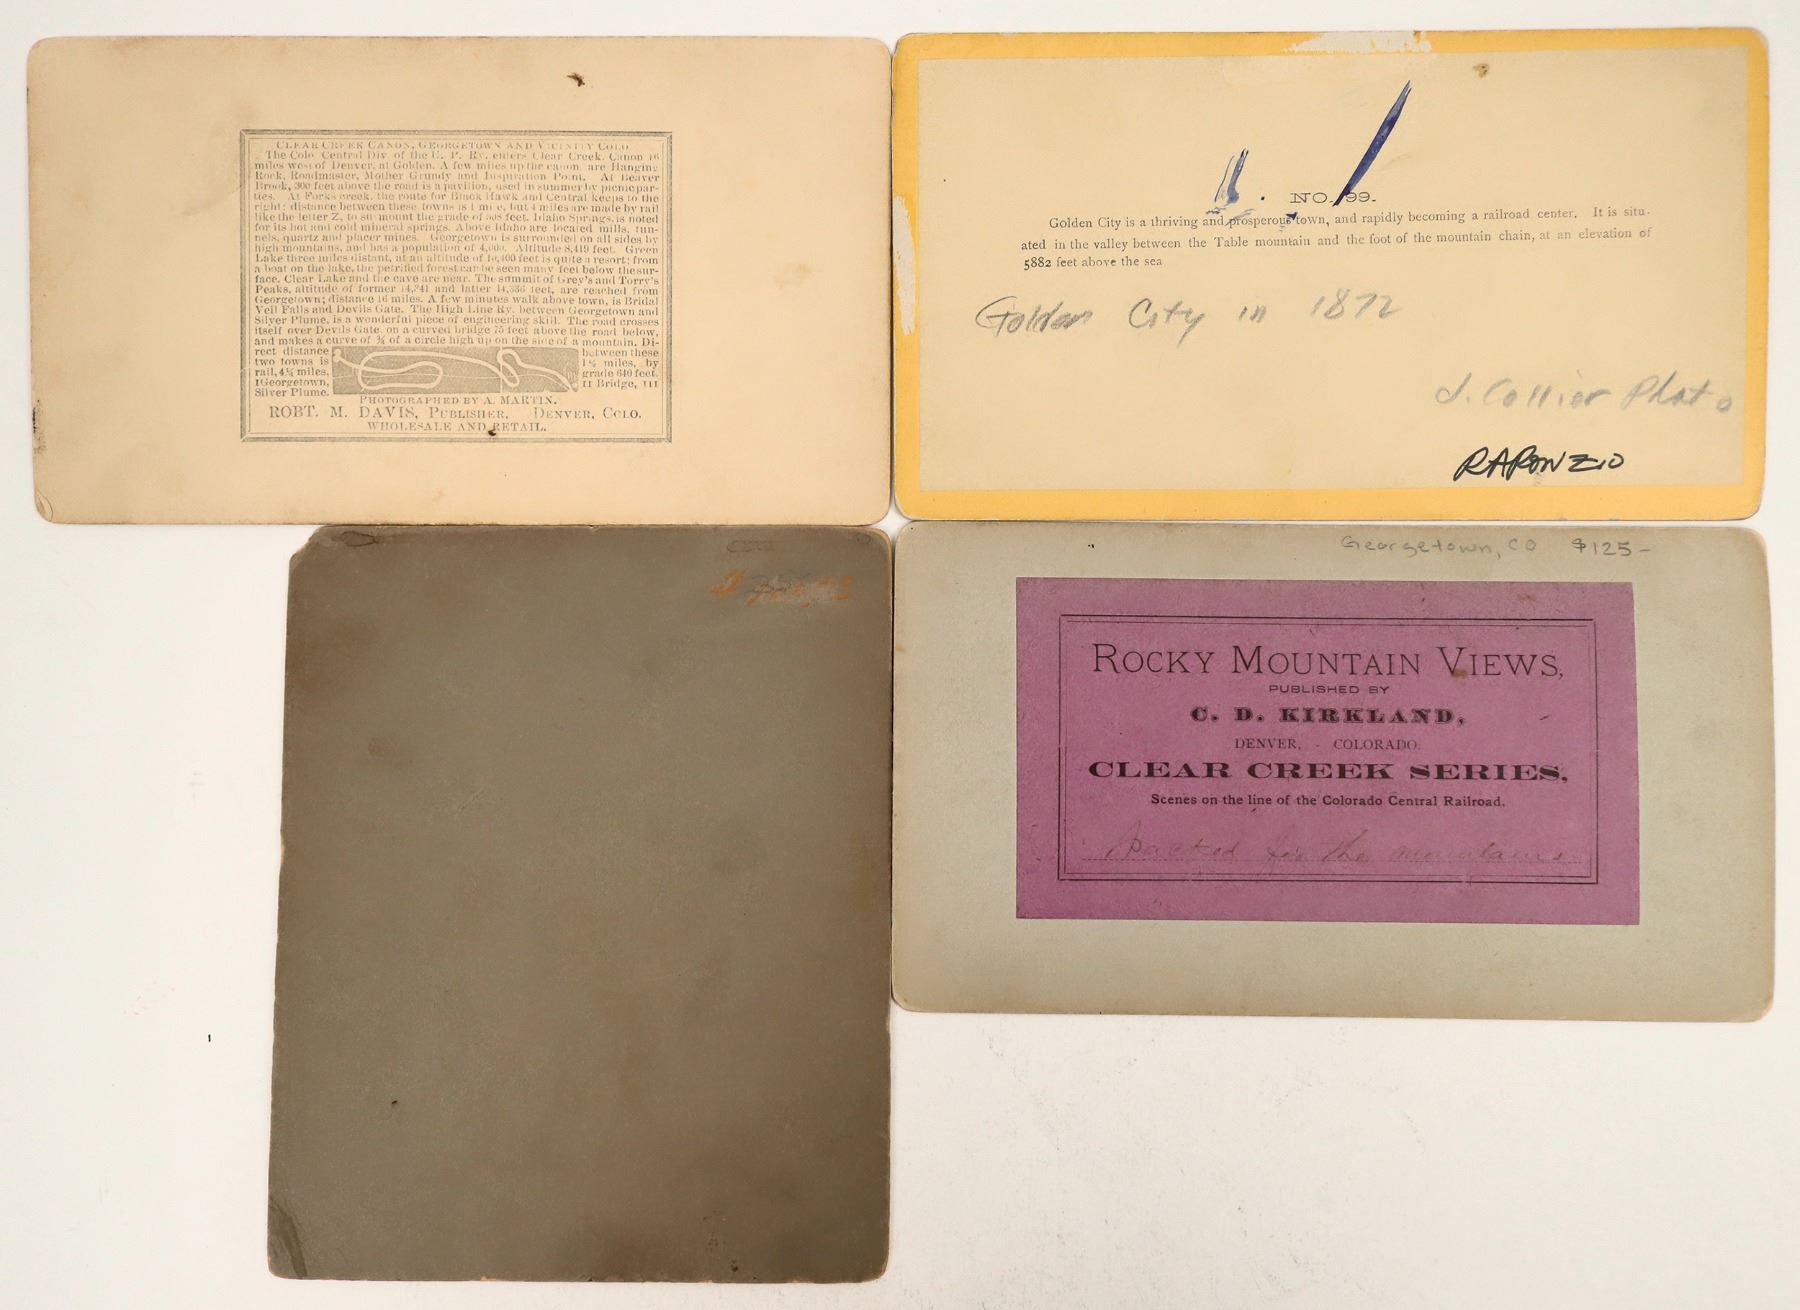 CLEAR CREEK CANON, GEORGETOWN AND VICINITY COLO
The Colo Central Div of the U. P. Ry. enters Clear Creek Canon 16
miles west of Denver, at Golden. A few miles up the canon, are Hanging
Rock, Roadmaster, Mother Grundy and Inspiration Point. At Beaver
Brook, 300 feet above the road is a pavilion, used in summer by picnic par-
ties. At Forks creek, the route for Black Hawk and Central keeps to the
right; distance between these towns is 1 mile, but 4 miles are made by rail
like the letter Z, to surmount the grade of 508 feet. Idaho Springs, is noted
for its hot and cold mineral springs. Above Idaho are located mills, tun-
nels, quartz and placer mines. Georgetown is surrounded on all sides by
high mountains, and has a population of 4,000. Altitude 8,419 feet. Green
Lake three miles distant, at an altitude of 10,400 feet is quite a resort; from
a boat on the lake, the petrified forest can be seen many feet below the sur-
face. Clear Lake and the cave are near. The summit of Grey's and Torry's
Peaks, altitude of former 14,341 and latter 14,336 feet, are reached from
Georgetown; distance 16 miles. A few minutes walk above town, is Bridal
Veil Falls and Devils Gate. The High Line Ry. between Georgetown and
Silver Plume, is a wonderful piece of engineering skill. The road crosses
itself over Devils Gate, on a curved bridge 75 feet above the road below,
and makes a curve of ¾ of a circle high up on the side of a mountain. Di-
rect distance between these
two towns is 1¼ miles, by
rail, 4¼ miles, grade 640 feet.
I Georgetown, II Bridge, III
Silver Plume.
PHOTOGRAPHED BY A. MARTIN.
ROBT. M. DAVIS, PUBLISHER, DENVER, COLO.
WHOLESALE AND RETAIL.
NO. 99.
Golden City is a thriving and prosperous town, and rapidly becoming a railroad center. It is situ-
ated in the valley between the Table mountain and the foot of the mountain chain, at an elevation of
5882 feet above the sea
Golden City in 1872
J. Collier Photo
RAPONZIO
Georgetown, CO $125-
ROCKY MOUNTAIN VIEWS,
PUBLISHED BY
C. D. KIRKLAND,
DENVER, - COLORADO.
CLEAR CREEK SERIES,
Scenes on the line of the Colorado Central Railroad.
Packed for the mountains